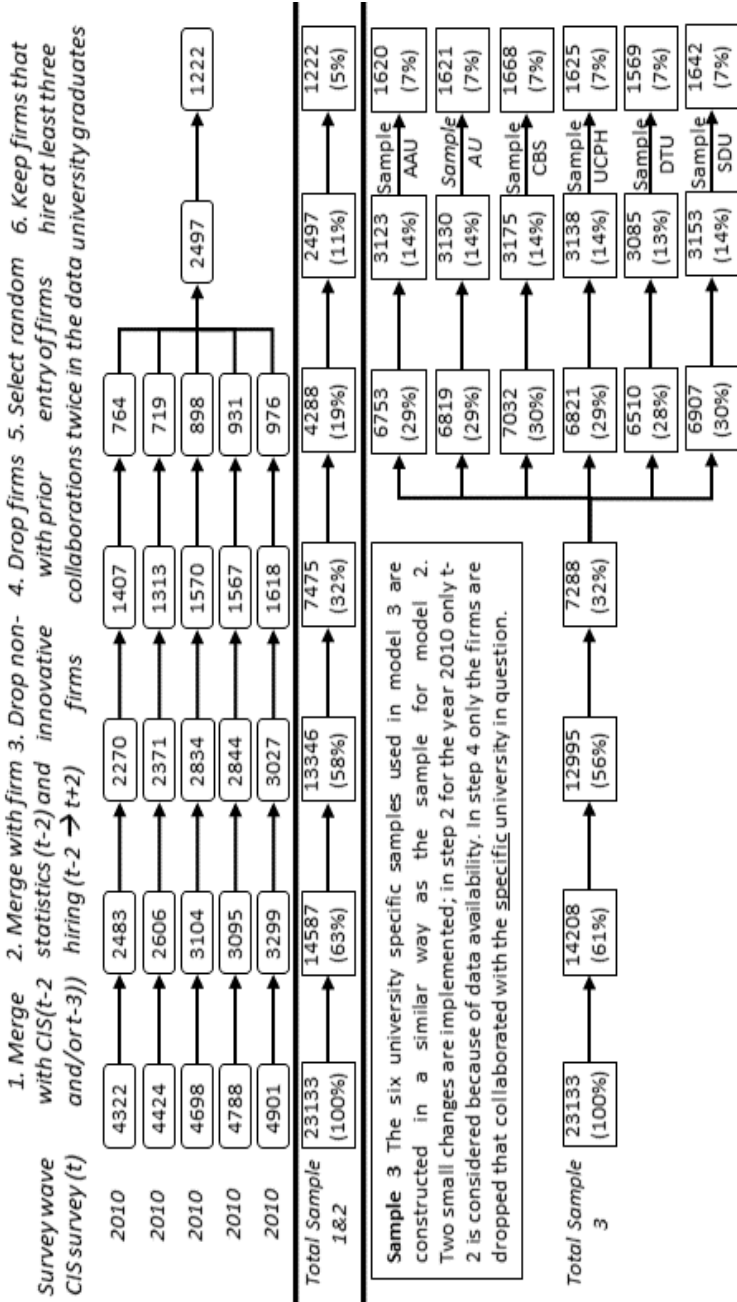 Survey wave
CIS survey (t)
1. Merge
with CIS(t-2
and/or t-3))
2. Merge with firm
statistics (t-2) and
hiring (t-2 → t+2)
3. Drop non-
innovative
firms
4. Drop firms
with prior
collaborations
5. Select random
entry of firms
twice in the data
6. Keep firms that
hire at least three
university graduates
2010
4322
2483
2270
1407
764
2010
4424
2606
2371
1313
719
2010
4698
3104
2834
1570
898
2497
1222
2010
4788
3095
2844
1567
931
2010
4901
3299
3027
1618
976
Total Sample
1&2
23133
(100%)
14587
(63%)
13346
(58%)
7475
(32%)
4288
(19%)
2497
(11%)
1222
(5%)
Sample 3 The six university specific samples used in model 3 are
constructed in a similar way as the sample for model 2.
Two small changes are implemented; in step 2 for the year 2010 only t-
2 is considered because of data availability. In step 4 only the firms are
dropped that collaborated with the specific university in question.
Total Sample
3
23133
(100%)
14208
(61%)
12995
(56%)
7288
(32%)
6753
(29%)
3123
(14%)
Sample
AAU
1620
(7%)
6819
(29%)
3130
(14%)
Sample
AU
1621
(7%)
7032
(30%)
3175
(14%)
Sample
CBS
1668
(7%)
6821
(29%)
3138
(14%)
Sample
UCPH
1625
(7%)
6510
(28%)
3085
(13%)
Sample
DTU
1569
(7%)
6907
(30%)
3153
(14%)
Sample
SDU
1642
(7%)